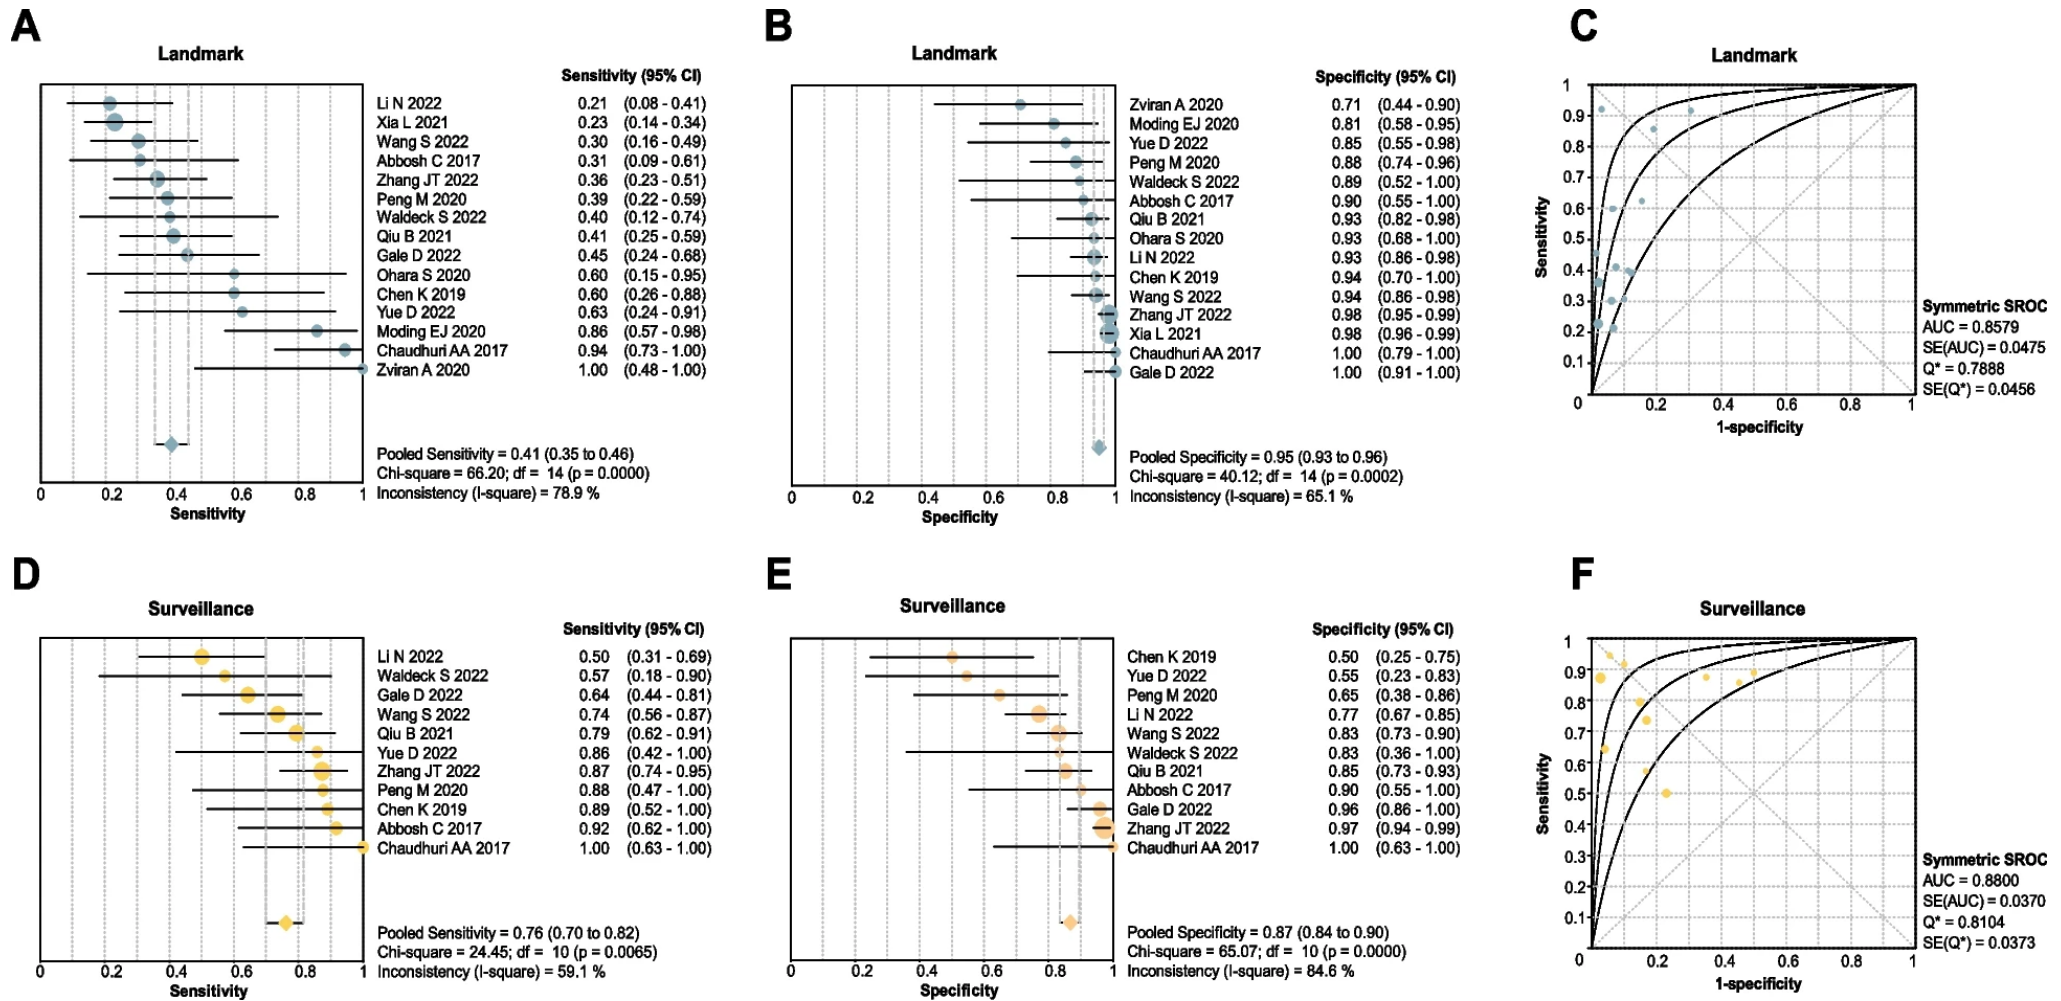 A
Landmark
Sensitivity (95% CI)
Li N 2022 0.21 (0.08 - 0.41)
Xia L 2021 0.23 (0.14 - 0.34)
Wang S 2022 0.30 (0.16 - 0.49)
Abbosh C 2017 0.31 (0.09 - 0.61)
Zhang JT 2022 0.36 (0.23 - 0.51)
Peng M 2020 0.39 (0.22 - 0.59)
Waldeck S 2022 0.40 (0.12 - 0.74)
Qiu B 2021 0.41 (0.25 - 0.59)
Gale D 2022 0.45 (0.24 - 0.68)
Ohara S 2020 0.60 (0.15 - 0.95)
Chen K 2019 0.60 (0.26 - 0.88)
Yue D 2022 0.63 (0.24 - 0.91)
Moding EJ 2020 0.86 (0.57 - 0.98)
Chaudhuri AA 2017 0.94 (0.73 - 1.00)
Zviran A 2020 1.00 (0.48 - 1.00)
Pooled Sensitivity = 0.41 (0.35 to 0.46)
Chi-square = 66.20; df = 14 (p = 0.0000)
Inconsistency (I-square) = 78.9 %
0 0.2 0.4 0.6 0.8 1
Sensitivity
B
Landmark
Specificity (95% CI)
Zviran A 2020 0.71 (0.44 - 0.90)
Moding EJ 2020 0.81 (0.58 - 0.95)
Yue D 2022 0.85 (0.55 - 0.98)
Peng M 2020 0.88 (0.74 - 0.96)
Waldeck S 2022 0.89 (0.52 - 1.00)
Abbosh C 2017 0.90 (0.55 - 1.00)
Qiu B 2021 0.93 (0.82 - 0.98)
Ohara S 2020 0.93 (0.68 - 1.00)
Li N 2022 0.93 (0.86 - 0.98)
Chen K 2019 0.94 (0.70 - 1.00)
Wang S 2022 0.94 (0.86 - 0.98)
Zhang JT 2022 0.98 (0.95 - 0.99)
Xia L 2021 0.98 (0.96 - 0.99)
Chaudhuri AA 2017 1.00 (0.79 - 1.00)
Gale D 2022 1.00 (0.91 - 1.00)
Pooled Specificity = 0.95 (0.93 to 0.96)
Chi-square = 40.12; df = 14 (p = 0.0002)
Inconsistency (I-square) = 65.1 %
0 0.2 0.4 0.6 0.8 1
Specificity
C
Landmark
Sensitivity
1
0.9
0.8
0.7
0.6
0.5
0.4
0.3
0.2
0.1
0 0.2 0.4 0.6 0.8 1
1-specificity
Symmetric SROC
AUC = 0.8579
SE(AUC) = 0.0475
Q* = 0.7888
SE(Q*) = 0.0456
D
Surveillance
Sensitivity (95% CI)
Li N 2022 0.50 (0.31 - 0.69)
Waldeck S 2022 0.57 (0.18 - 0.90)
Gale D 2022 0.64 (0.44 - 0.81)
Wang S 2022 0.74 (0.56 - 0.87)
Qiu B 2021 0.79 (0.62 - 0.91)
Yue D 2022 0.86 (0.42 - 1.00)
Zhang JT 2022 0.87 (0.74 - 0.95)
Peng M 2020 0.88 (0.47 - 1.00)
Chen K 2019 0.89 (0.52 - 1.00)
Abbosh C 2017 0.92 (0.62 - 1.00)
Chaudhuri AA 2017 1.00 (0.63 - 1.00)
Pooled Sensitivity = 0.76 (0.70 to 0.82)
Chi-square = 24.45; df = 10 (p = 0.0065)
Inconsistency (I-square) = 59.1 %
0 0.2 0.4 0.6 0.8 1
Sensitivity
E
Surveillance
Specificity (95% CI)
Chen K 2019 0.50 (0.25 - 0.75)
Yue D 2022 0.55 (0.23 - 0.83)
Peng M 2020 0.65 (0.38 - 0.86)
Li N 2022 0.77 (0.67 - 0.85)
Wang S 2022 0.83 (0.73 - 0.90)
Waldeck S 2022 0.83 (0.36 - 1.00)
Qiu B 2021 0.85 (0.73 - 0.93)
Abbosh C 2017 0.90 (0.55 - 1.00)
Gale D 2022 0.96 (0.86 - 1.00)
Zhang JT 2022 0.97 (0.94 - 0.99)
Chaudhuri AA 2017 1.00 (0.63 - 1.00)
Pooled Specificity = 0.87 (0.84 to 0.90)
Chi-square = 65.07; df = 10 (p = 0.0000)
Inconsistency (I-square) = 84.6 %
0 0.2 0.4 0.6 0.8 1
Specificity
F
Surveillance
Sensitivity
1
0.9
0.8
0.7
0.6
0.5
0.4
0.3
0.2
0.1
0 0.2 0.4 0.6 0.8 1
1-specificity
Symmetric SROC
AUC = 0.8800
SE(AUC) = 0.0370
Q* = 0.8104
SE(Q*) = 0.0373